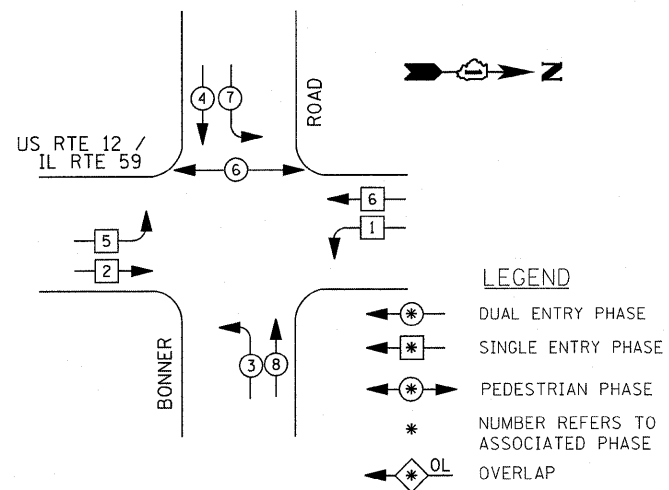 4
7
ROAD
N
US RTE 12 /
IL RTE 59
6
6
1
5
2
BONNER
3
8
LEGEND
* DUAL ENTRY PHASE
* SINGLE ENTRY PHASE
* PEDESTRIAN PHASE
* NUMBER REFERS TO
ASSOCIATED PHASE
* OL OVERLAP